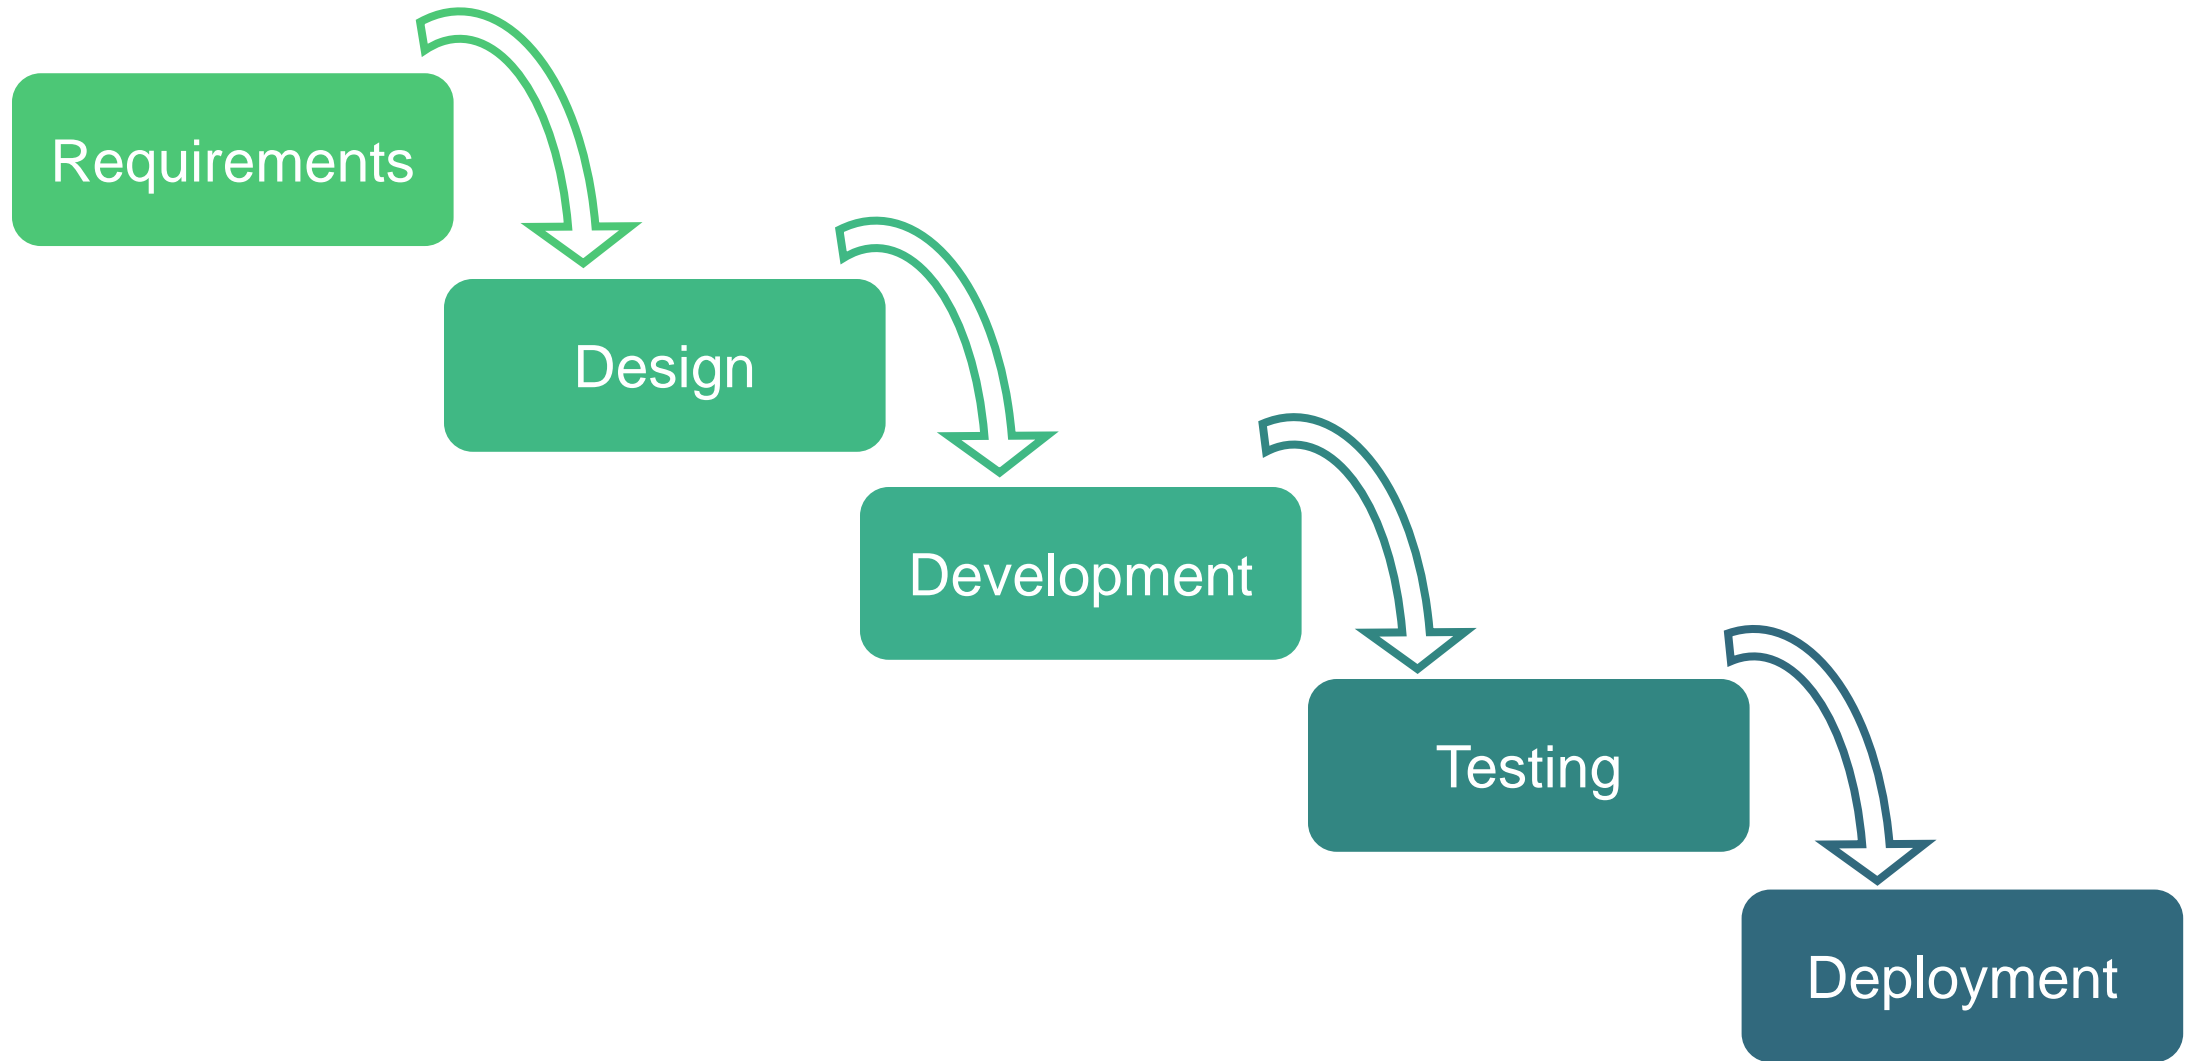 Requirements
Design
Development
Testing
Deployment